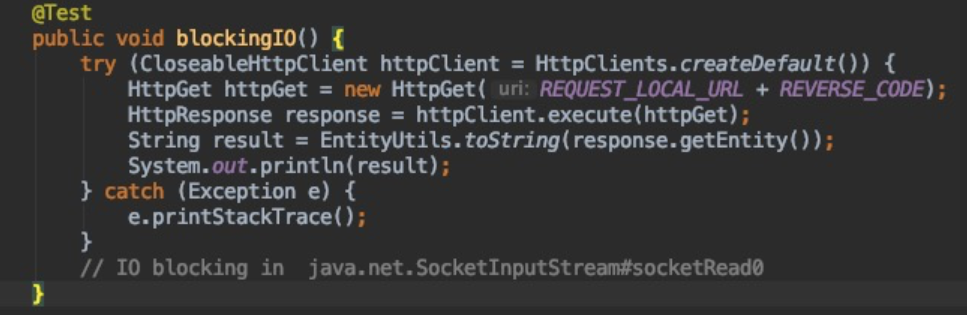 @Test
public void blockingIO() {
try (CloseableHttpClient httpClient = HttpClients.createDefault()) {
HttpGet httpGet = new HttpGet( uri: REQUEST_LOCAL_URL + REVERSE_CODE);
HttpResponse response = httpClient.execute(httpGet);
String result = EntityUtils.toString(response.getEntity());
System.out.println(result);
} catch (Exception e) {
e.printStackTrace();
}
// IO blocking in  java.net.SocketInputStream#socketRead0
}